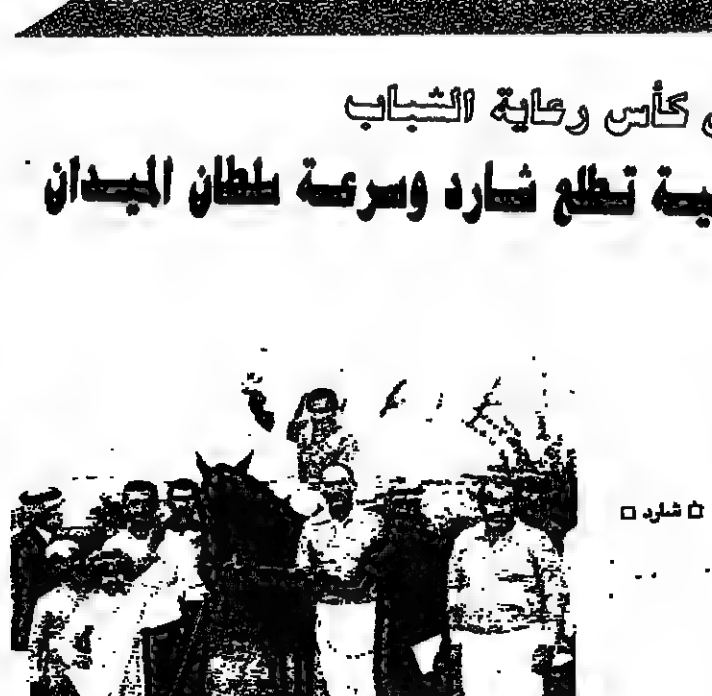 كأس رعاية الشباب
تطلع شارد وسرعة سلطان الميدان
□ شارد □